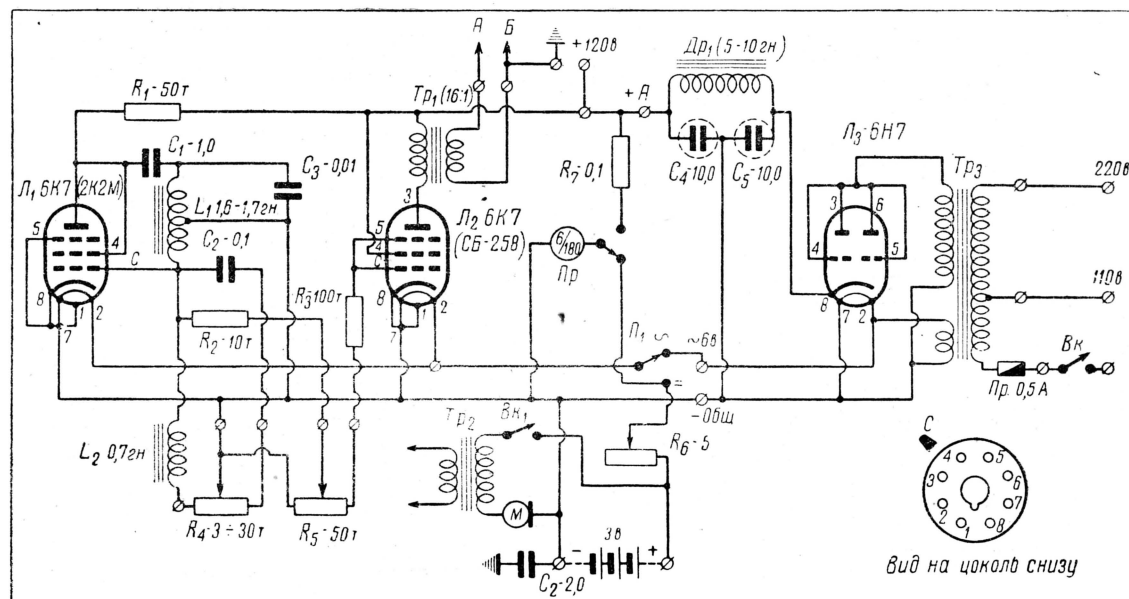 А Б
+120в
Др₁ (5-10гн)
+ А
R₁-50т
Тр₁ (16:1)
C₁-1,0
C₃-0,01
R₇-0,1
C₄-10,0
C₅-10,0
Л₃-6Н7
Тр₃
220в
Л₁ 6К7 (2К2М)
L₁ 1,6-1,7гн
3
Л₂ 6К7
(СБ-258)
3 6
5 4
C₂-0,1
5
4
С
6/180
Пр
4 5
С
8 1 2
7
R₃-100т
8 1 2
7
110в
8 7 2
R₂-10т
П₁ ~ ~6в
=
Вк
Пр. 0,5А
-Общ
Тр₂
Вк₁
R₆-5
С
L₂ 0,7гн
R₄-3÷30т
R₅-50т
М
3в
- +
C₂-2,0
4 5
3 6
2 7
1 8
Вид на цоколь снизу